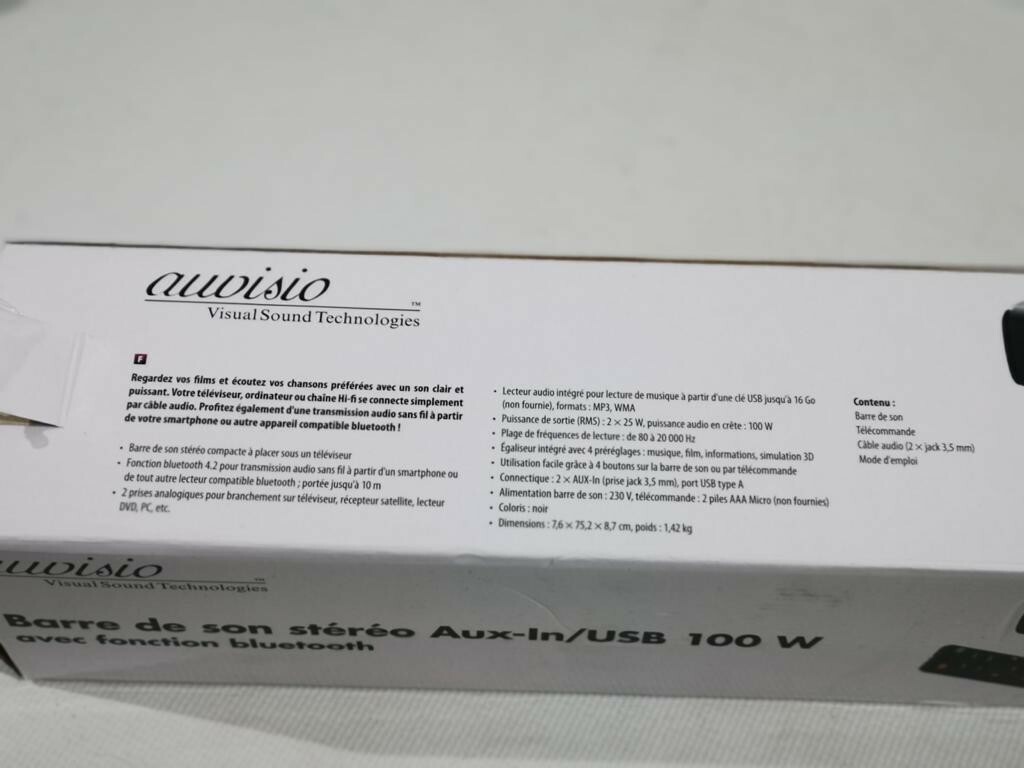 auvisio
™
Visual Sound Technologies
F
Regardez vos films et écoutez vos chansons préférées avec un son clair et
puissant. Votre téléviseur, ordinateur ou chaîne Hi-fi se connecte simplement
par câble audio. Profitez également d'une transmission audio sans fil à partir
de votre smartphone ou autre appareil compatible bluetooth !
• Barre de son stéréo compacte à placer sous un téléviseur
• Fonction bluetooth 4.2 pour transmission audio sans fil à partir d'un smartphone ou
de tout autre lecteur compatible bluetooth ; portée jusqu'à 10 m
• 2 prises analogiques pour branchement sur téléviseur, récepteur satellite, lecteur
DVD, PC, etc.
• Lecteur audio intégré pour lecture de musique à partir d'une clé USB jusqu'à 16 Go
(non fournie), formats : MP3, WMA
• Puissance de sortie (RMS) : 2 × 25 W, puissance audio en crête : 100 W
• Plage de fréquences de lecture : de 80 à 20 000 Hz
• Égaliseur intégré avec 4 préréglages : musique, film, informations, simulation 3D
• Utilisation facile grâce à 4 boutons sur la barre de son ou par télécommande
• Connectique : 2 × AUX-In (prise jack 3,5 mm), port USB type A
• Alimentation barre de son : 230 V, télécommande : 2 piles AAA Micro (non fournies)
• Coloris : noir
• Dimensions : 7,6 × 75,2 × 8,7 cm, poids : 1,42 kg
Contenu :
Barre de son
Télécommande
Câble audio (2 × jack 3,5 mm)
Mode d'emploi
auvisio
™
Visual Sound Technologies
Barre de son stéréo Aux-In/USB 100 W
avec fonction bluetooth